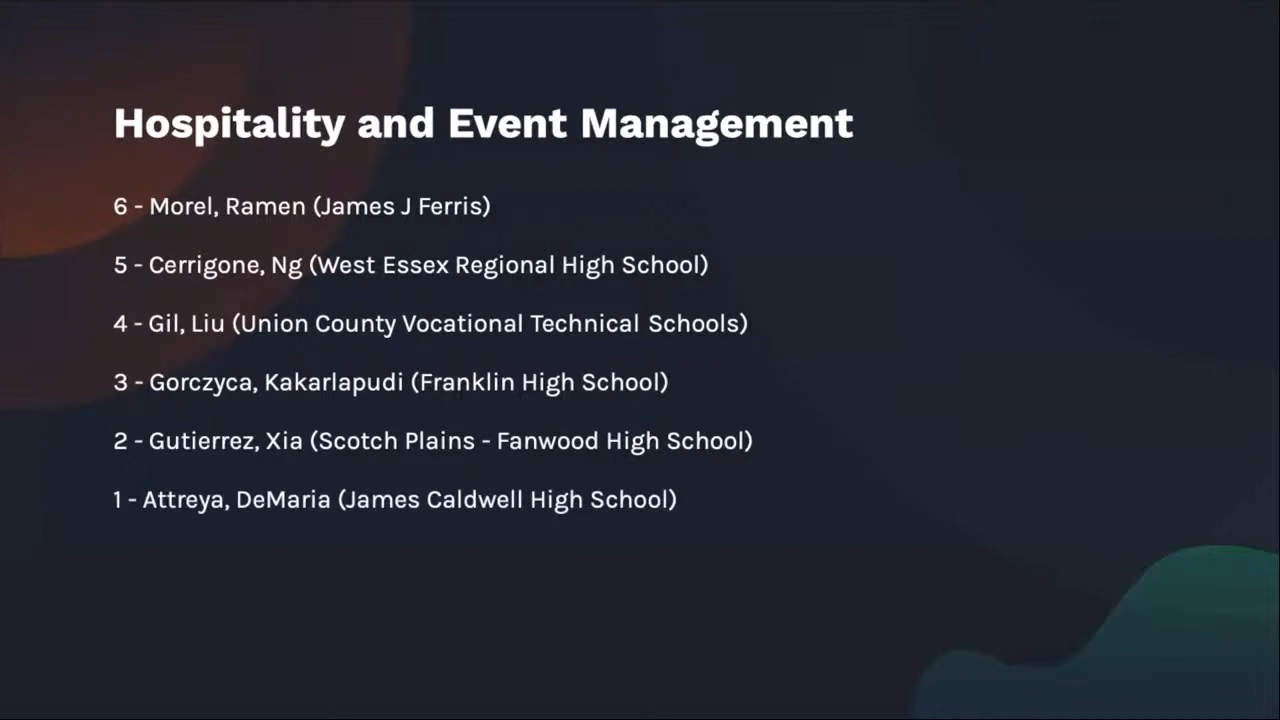 Hospitality and Event Management
6 - Morel, Ramen (James J Ferris)
5 - Cerrigone, Ng (West Essex Regional High School)
4 - Gil, Liu (Union County Vocational Technical Schools)
3 - Gorczyca, Kakarlapudi (Franklin High School)
2 - Gutierrez, Xia (Scotch Plains - Fanwood High School)
1 - Attreya, DeMaria (James Caldwell High School)